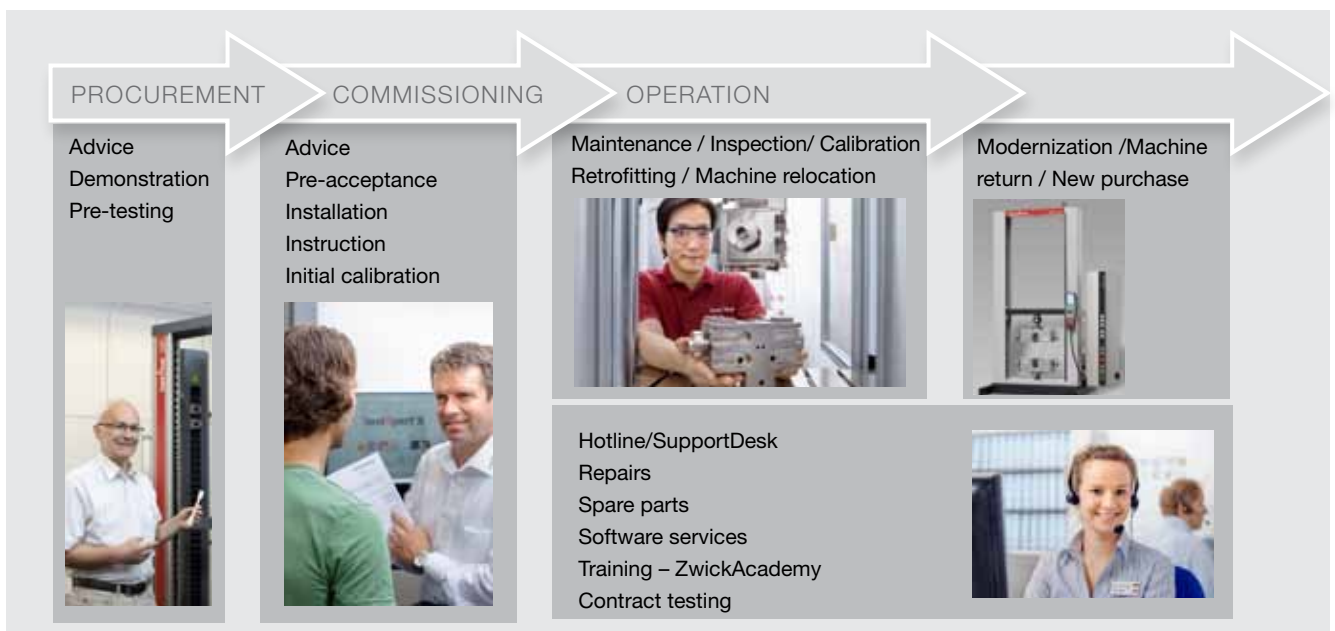 PROCUREMENT
COMMISSIONING
OPERATION
Advice
Demonstration
Pre-testing
Advice
Pre-acceptance
Installation
Instruction
Initial calibration
Maintenance / Inspection/ Calibration
Retrofitting / Machine relocation
Modernization /Machine
return / New purchase
Hotline/SupportDesk
Repairs
Spare parts
Software services
Training – ZwickAcademy
Contract testing